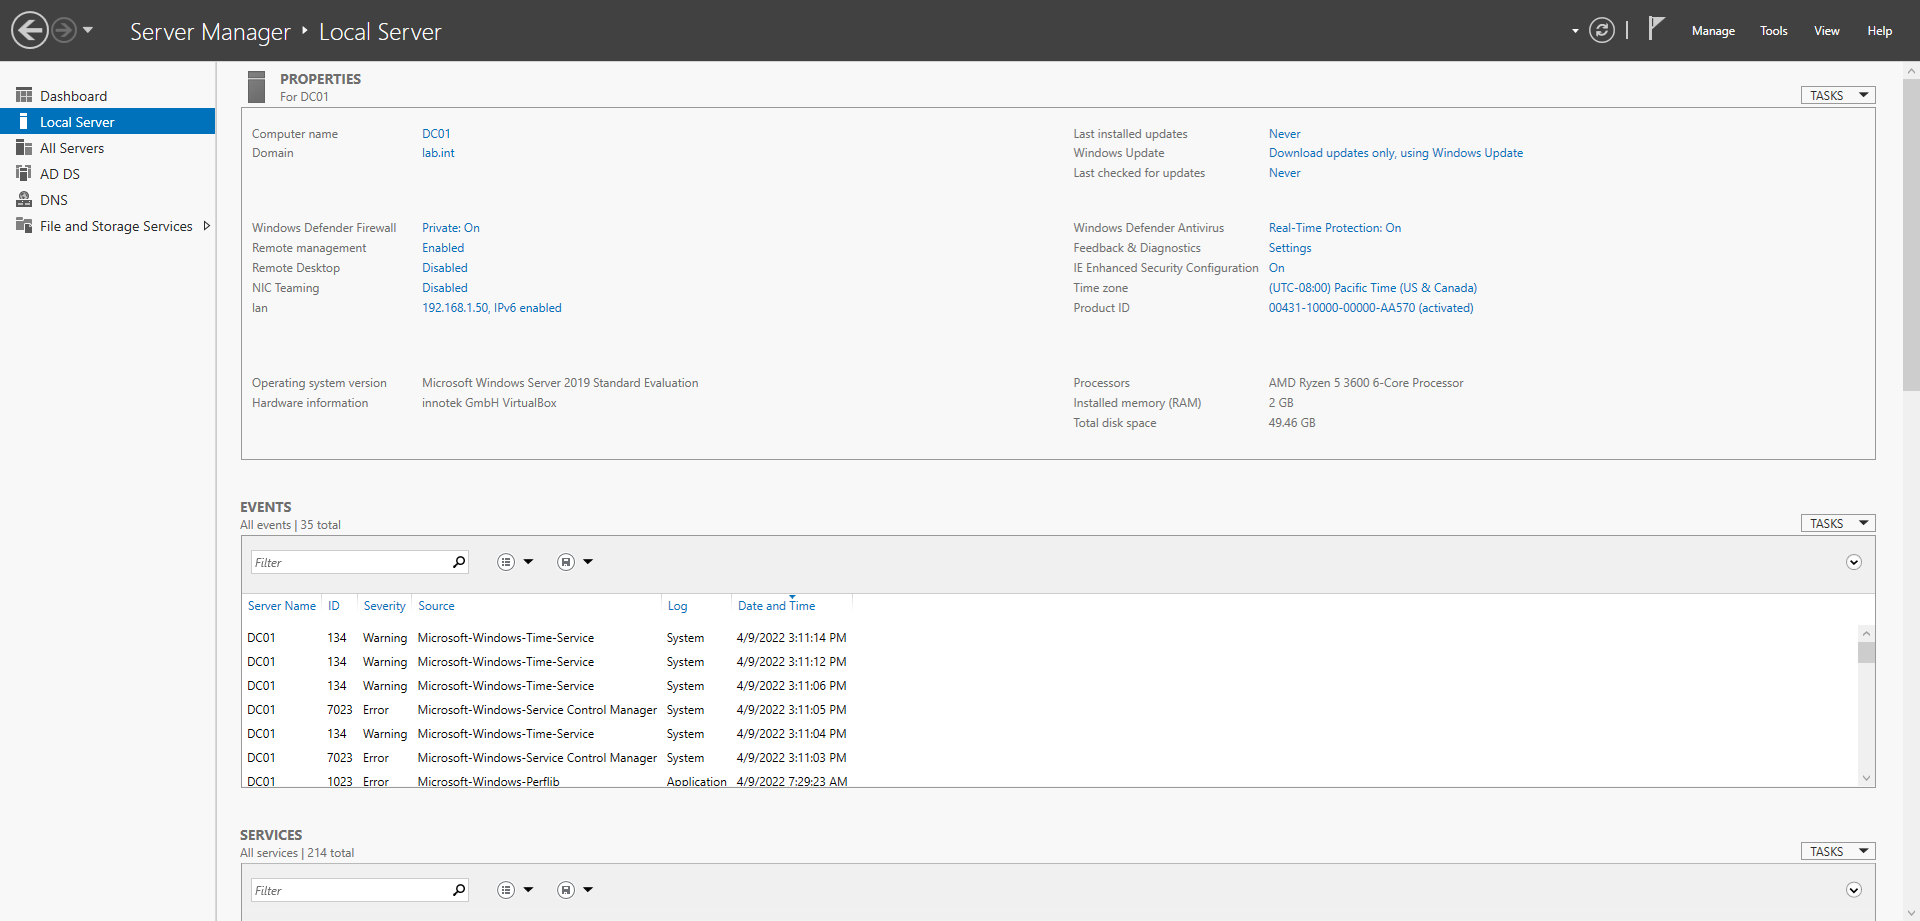 Server Manager ‣ Local Server
Manage Tools View Help
Dashboard
Local Server
All Servers
AD DS
DNS
File and Storage Services
PROPERTIES
For DC01
TASKS
Computer name DC01
Domain lab.int
Last installed updates Never
Windows Update Download updates only, using Windows Update
Last checked for updates Never
Windows Defender Firewall Private: On
Remote management Enabled
Remote Desktop Disabled
NIC Teaming Disabled
lan 192.168.1.50, IPv6 enabled
Windows Defender Antivirus Real-Time Protection: On
Feedback & Diagnostics Settings
IE Enhanced Security Configuration On
Time zone (UTC-08:00) Pacific Time (US & Canada)
Product ID 00431-10000-00000-AA570 (activated)
Operating system version Microsoft Windows Server 2019 Standard Evaluation
Hardware information innotek GmbH VirtualBox
Processors AMD Ryzen 5 3600 6-Core Processor
Installed memory (RAM) 2 GB
Total disk space 49.46 GB
EVENTS
All events | 35 total
TASKS
Filter
Server Name ID Severity Source Log Date and Time
DC01 134 Warning Microsoft-Windows-Time-Service System 4/9/2022 3:11:14 PM
DC01 134 Warning Microsoft-Windows-Time-Service System 4/9/2022 3:11:12 PM
DC01 134 Warning Microsoft-Windows-Time-Service System 4/9/2022 3:11:06 PM
DC01 7023 Error Microsoft-Windows-Service Control Manager System 4/9/2022 3:11:05 PM
DC01 134 Warning Microsoft-Windows-Time-Service System 4/9/2022 3:11:04 PM
DC01 7023 Error Microsoft-Windows-Service Control Manager System 4/9/2022 3:11:03 PM
DC01 1023 Error Microsoft-Windows-Perflib Application 4/9/2022 7:29:23 AM
SERVICES
All services | 214 total
TASKS
Filter